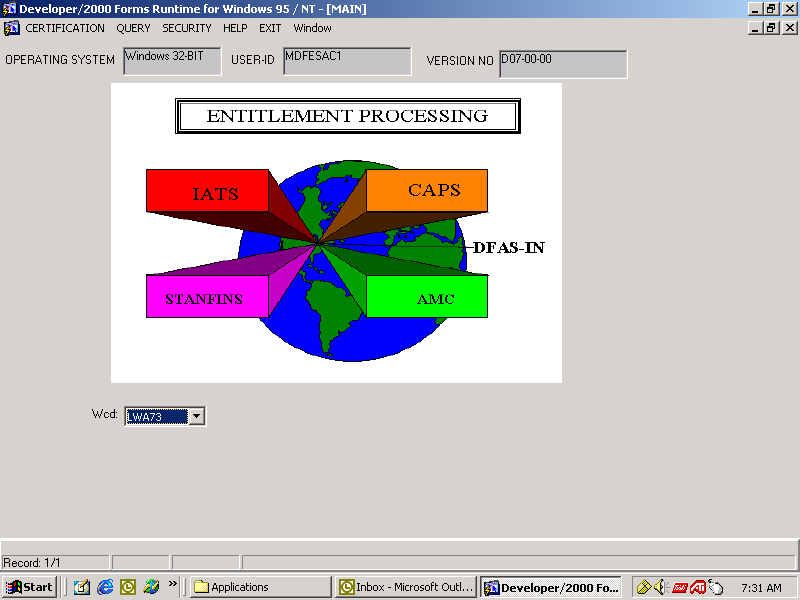 Developer/2000 Forms Runtime for Windows 95 / NT - [MAIN]
CERTIFICATION QUERY SECURITY HELP EXIT Window
OPERATING SYSTEM Windows 32-BIT USER-ID MDFESAC1 VERSION NO D07-00-00
ENTITLEMENT PROCESSING
IATS CAPS
DFAS-IN
STANFINS AMC
Wcd: LWA73
Record: 1/1
Start » Applications Inbox - Microsoft Outl... Developer/2000 Fo... 7:31 AM